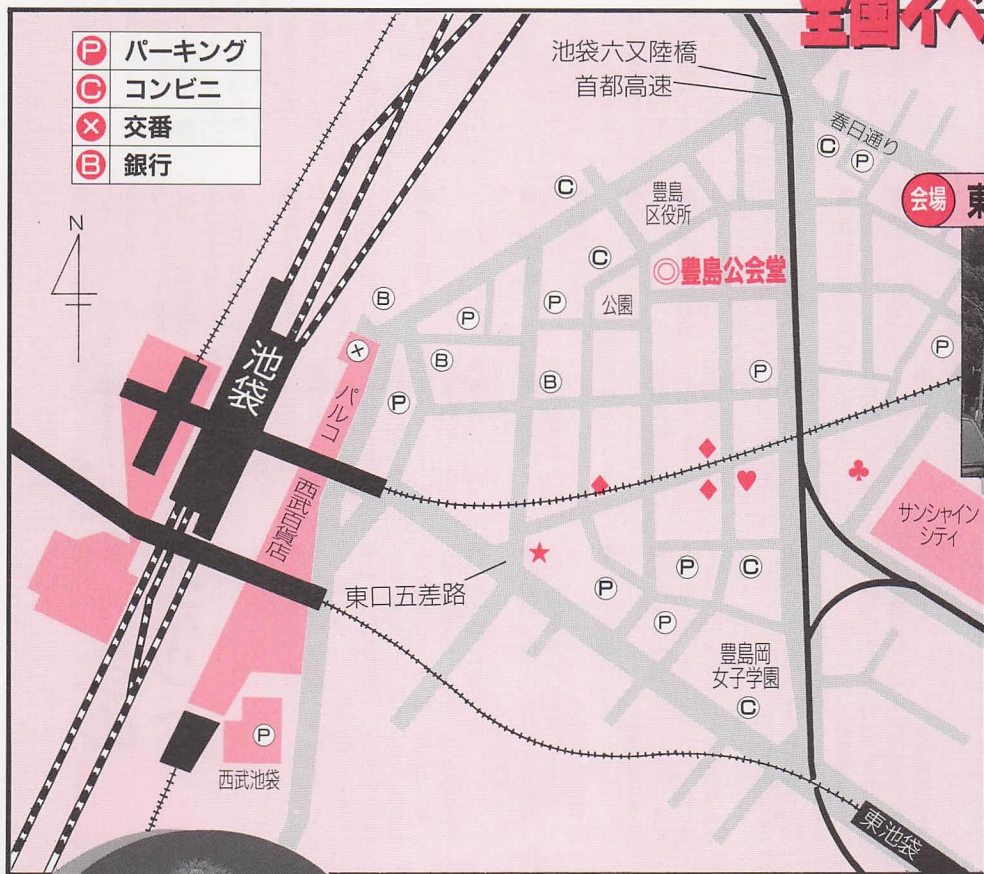 Ⓟ パーキング
Ⓒ コンビニ
Ⓧ 交番
Ⓑ 銀行
N
池袋六又陸橋
首都高速
春日通り
Ⓒ
Ⓟ
会場 東
Ⓒ
豊島
区役所
Ⓒ
◎豊島公会堂
公園
Ⓑ
Ⓟ
Ⓟ
Ⓑ
Ⓑ
Ⓟ
Ⓟ
Ⓧ
パルコ
Ⓟ
池袋
西武百貨店
サンシャイン
シティ
東口五差路
Ⓟ
Ⓟ
Ⓒ
Ⓟ
豊島岡
女子学園
Ⓒ
Ⓟ
西武池袋
東池袋